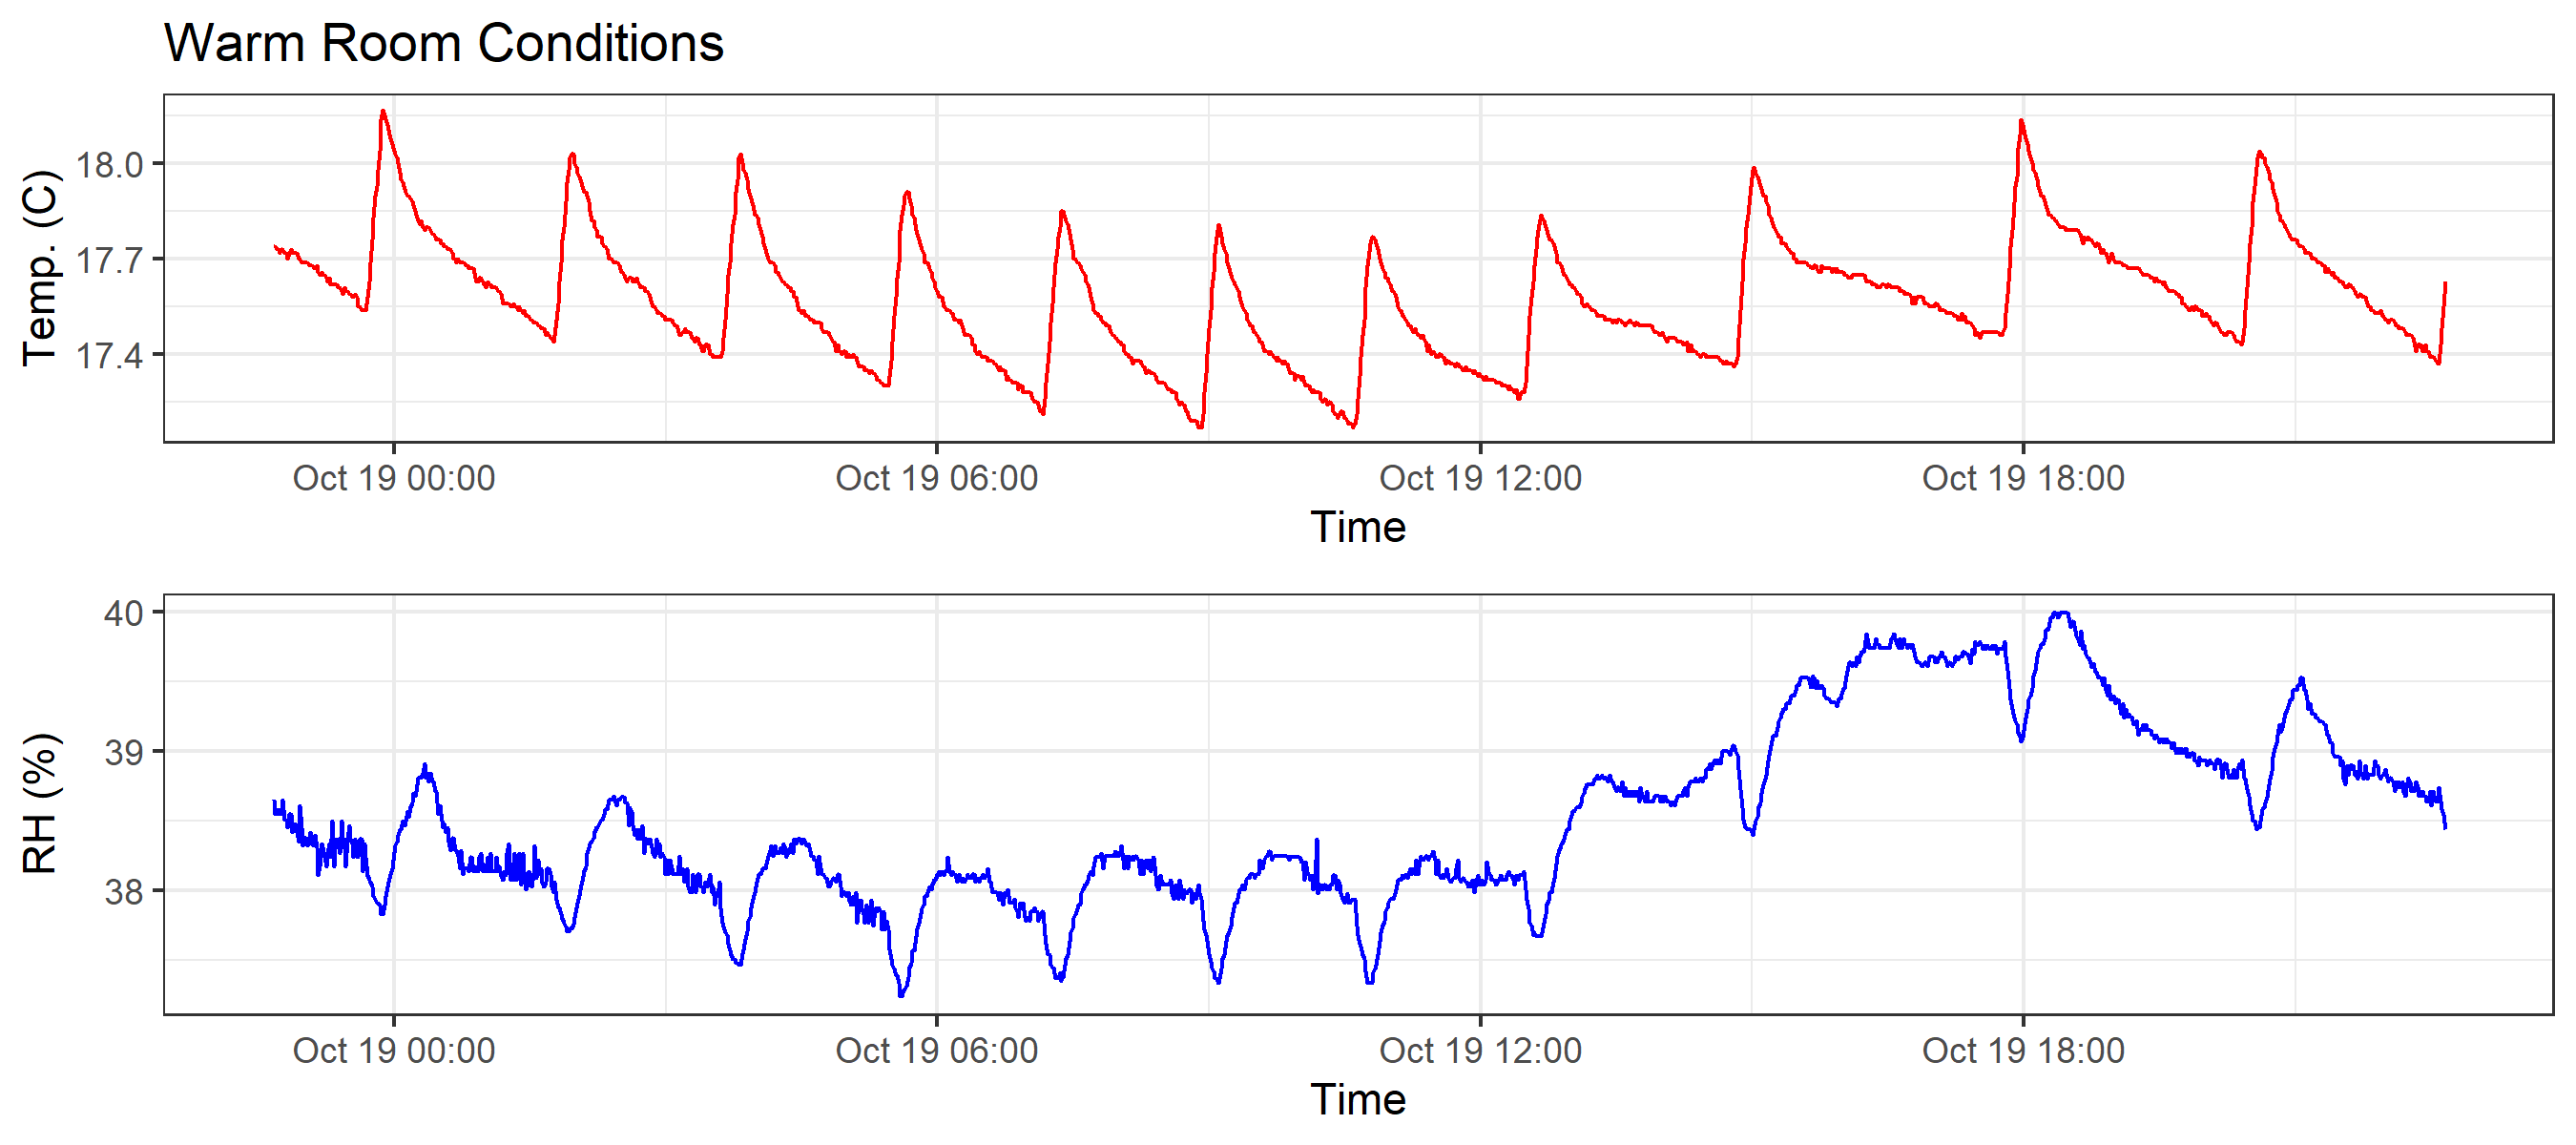 Warm Room Conditions
Temp. (C)
18.0
17.7
17.4
Oct 19 00:00 Oct 19 06:00 Oct 19 12:00 Oct 19 18:00
Time
RH (%)
40
39
38
Oct 19 00:00 Oct 19 06:00 Oct 19 12:00 Oct 19 18:00
Time